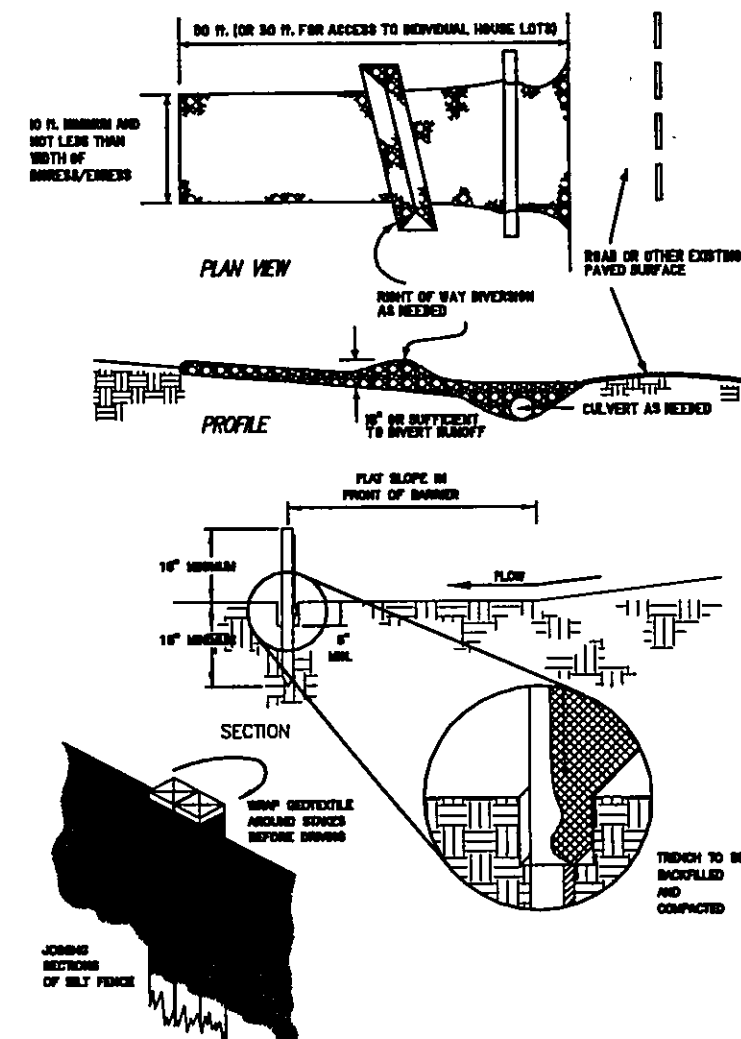 FT. (OR 30 FT. FOR ACCESS TO INDIVIDUAL HOUSE LOTS)
10 FT. MINIMUM AND
NOT LESS THAN
WIDTH OF
INGRESS/EGRESS
PLAN VIEW
RIGHT OF WAY DIVERSION
AS NEEDED
ROAD OR OTHER EXISTING
PAVED SURFACE
PROFILE
OR SUFFICIENT
TO DIVERT RUNOFF
CULVERT AS NEEDED
FLAT SLOPE IN
FRONT OF BARRIER
MINIMUM
FLOW
MINIMUM
MIN.
SECTION
WRAP GEOTEXTILE
AROUND STAKES
BEFORE DRIVING
TRENCH TO BE
BACKFILLED
AND
COMPACTED
JOINING
SECTIONS
OF SILT FENCE